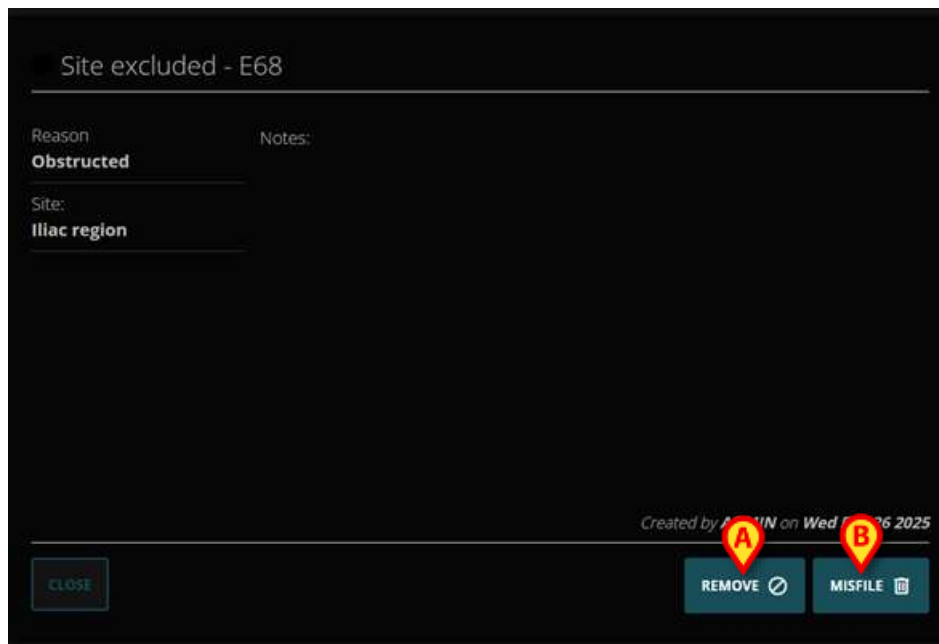 Site excluded - E68
Reason
Notes:
Obstructed
Site:
Iliac region
Created by on Wed 2025
A
B
CLOSE
REMOVE
MISFILE